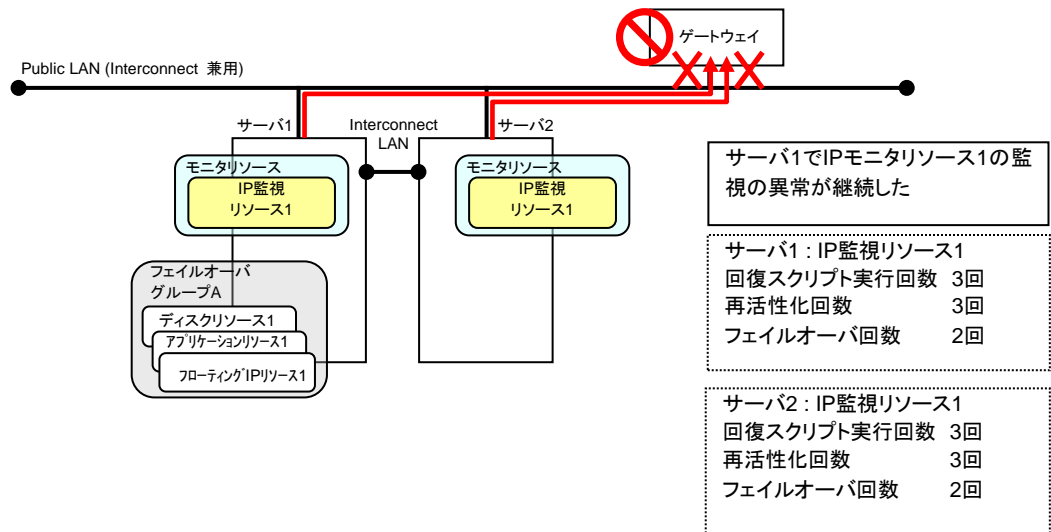 ゲートウェイ
Public LAN (Interconnect 兼用)
サーバ1
Interconnect
LAN
サーバ2
モニタリソース
IP監視
リソース1
モニタリソース
IP監視
リソース1
フェイルオーバ
グループA
ディスクリソース1
アプリケーションリソース1
フローティングIPリソース1
サーバ1でIPモニタリソース1の監
視の異常が継続した
サーバ1 : IP監視リソース1
回復スクリプト実行回数 3回
再活性化回数 3回
フェイルオーバ回数 2回
サーバ2 : IP監視リソース1
回復スクリプト実行回数 3回
再活性化回数 3回
フェイルオーバ回数 2回